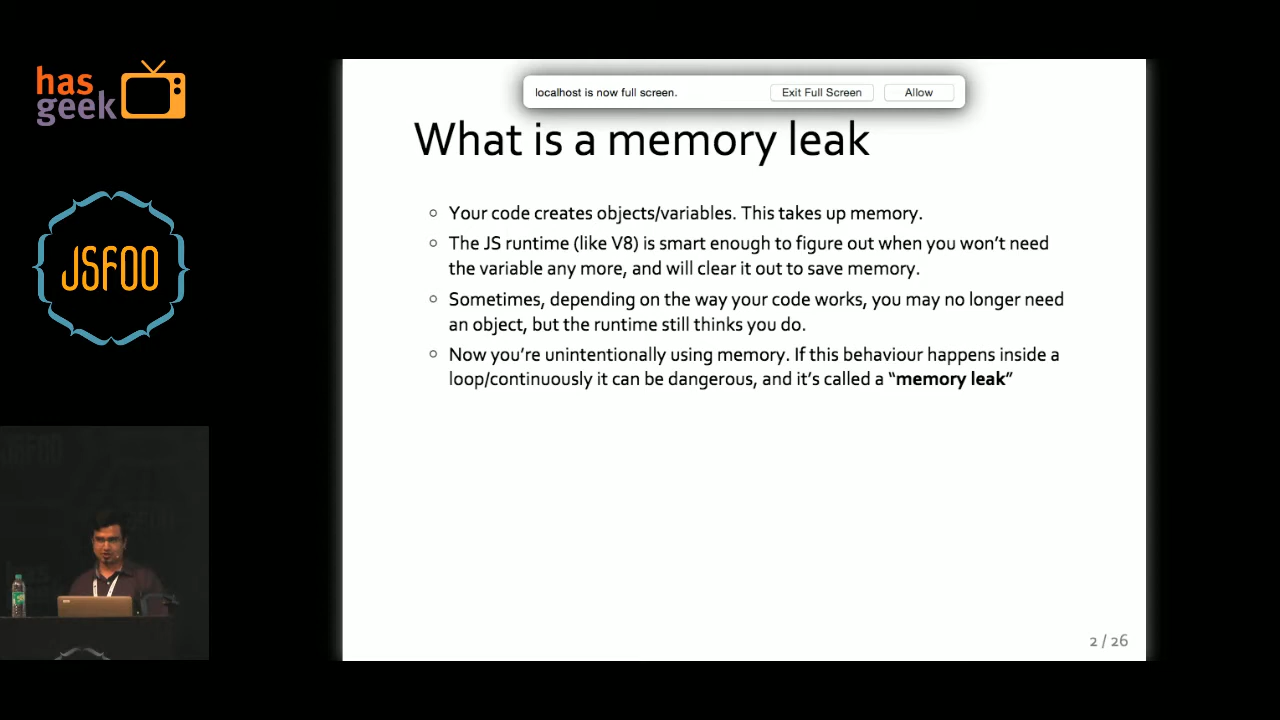 has
geek
JSFOO
localhost is now full screen.
Exit Full Screen
Allow
What is a memory leak
Your code creates objects/variables. This takes up memory.
The JS runtime (like V8) is smart enough to figure out when you won't need
the variable any more, and will clear it out to save memory.
Sometimes, depending on the way your code works, you may no longer need
an object, but the runtime still thinks you do.
Now you're unintentionally using memory. If this behaviour happens inside a
loop/continuously it can be dangerous, and it's called a “memory leak”
2 / 26